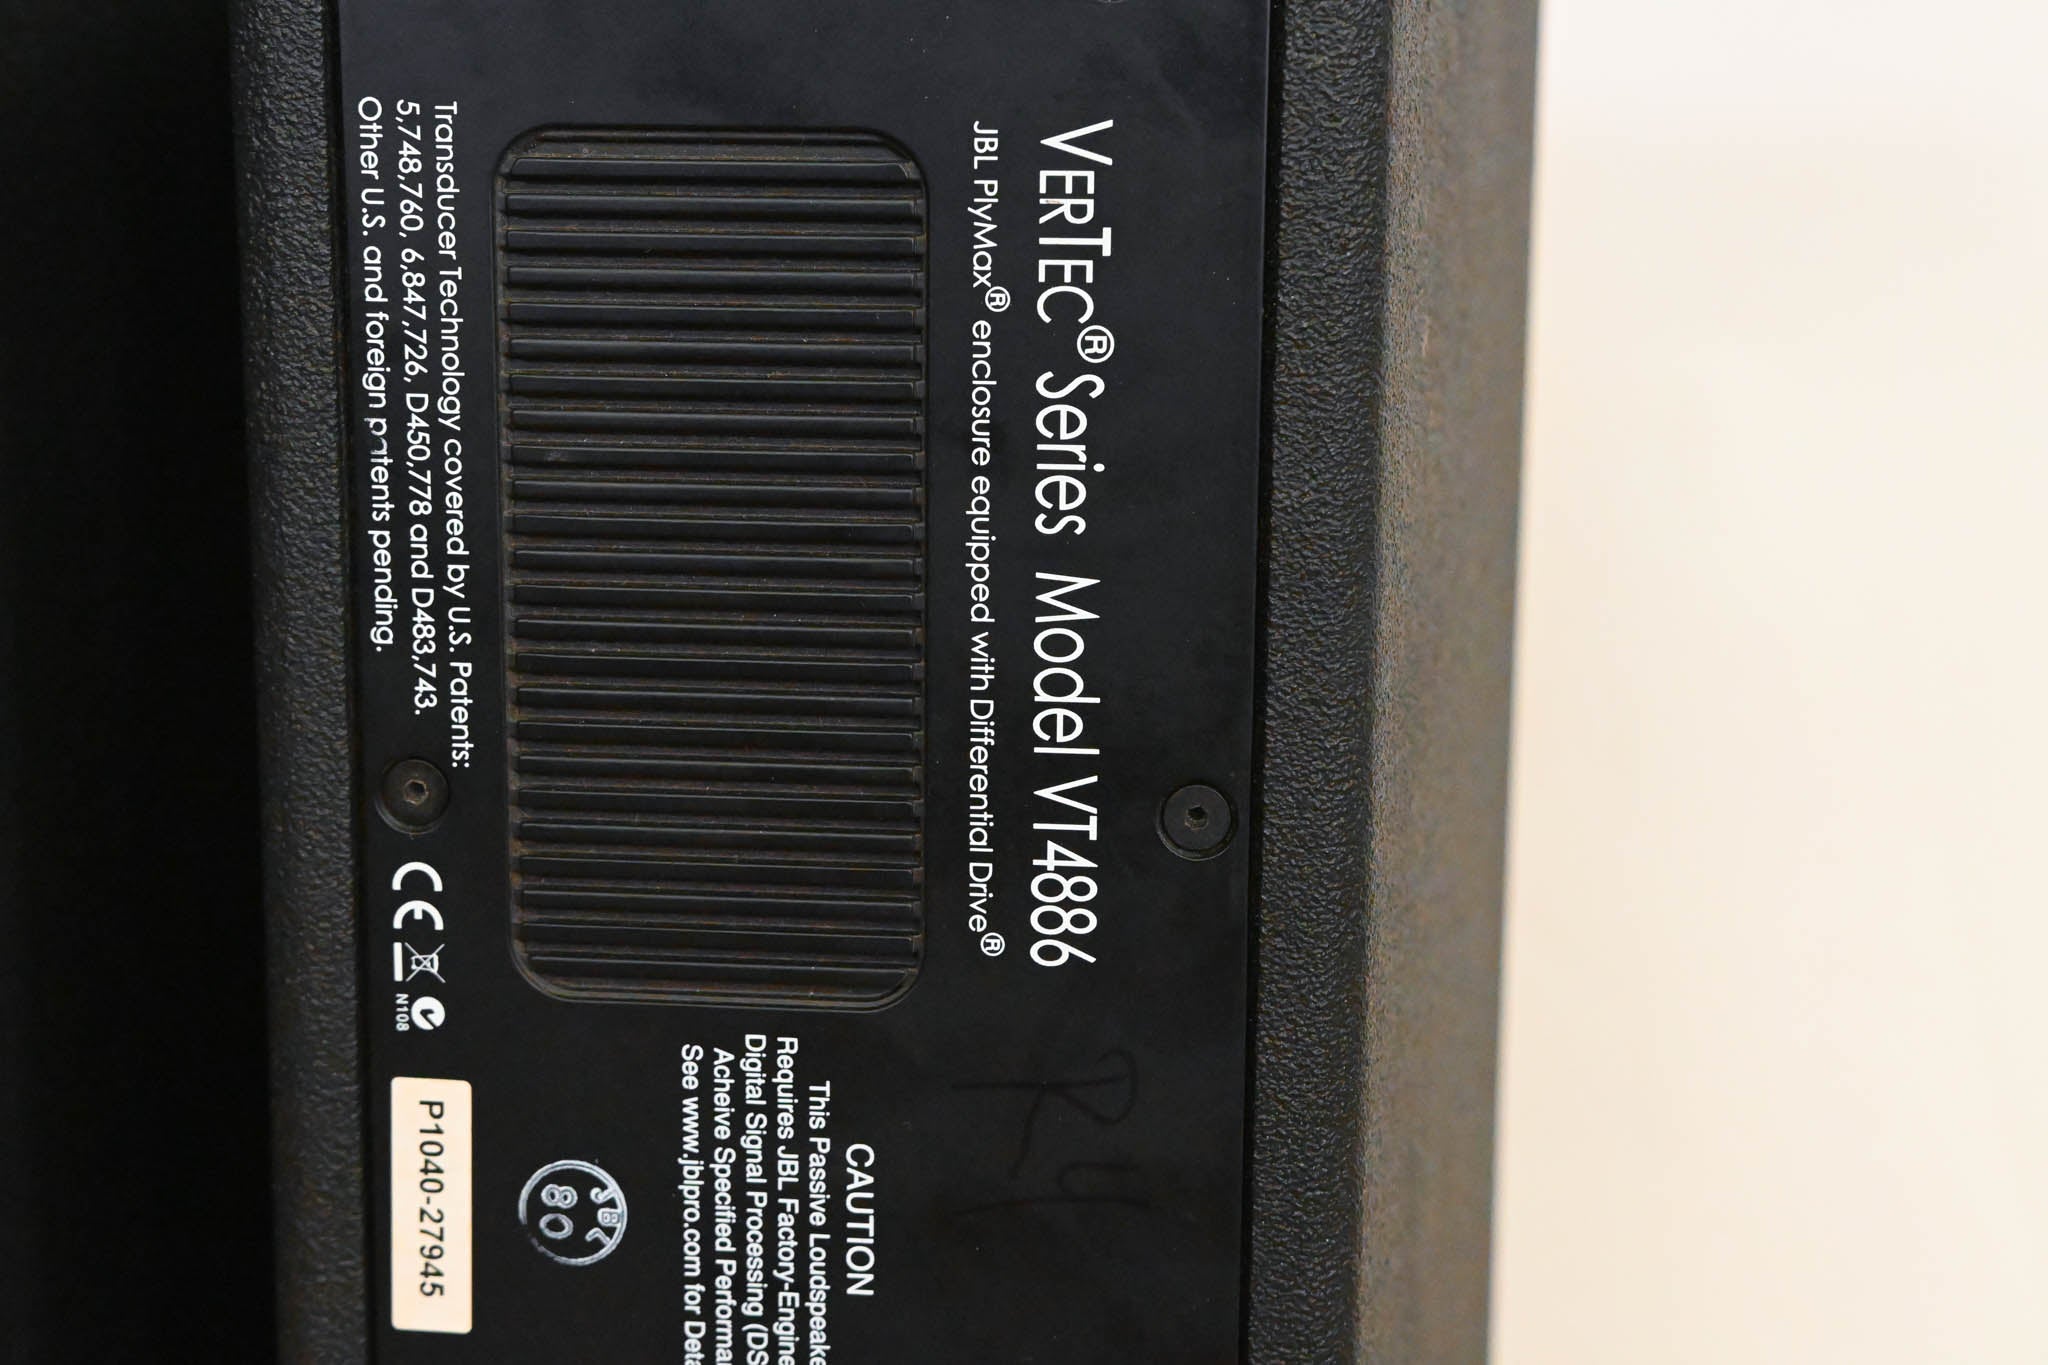 VERTEC® Series Model VT4886
JBL PlyMax® enclosure equipped with Differential Drive®
Transducer Technology covered by U.S. Patents:
5,748,760, 6,847,726, D450,778 and D483,743.
Other U.S. and foreign patents pending.
CE
N108
P1040-27945
R4
CAUTION
This Passive Loudspeake
Requires JBL Factory-Engine
Digital Signal Processing (DS
Acheive Specified Performa
See www.jblpro.com for Deta
JBL
80